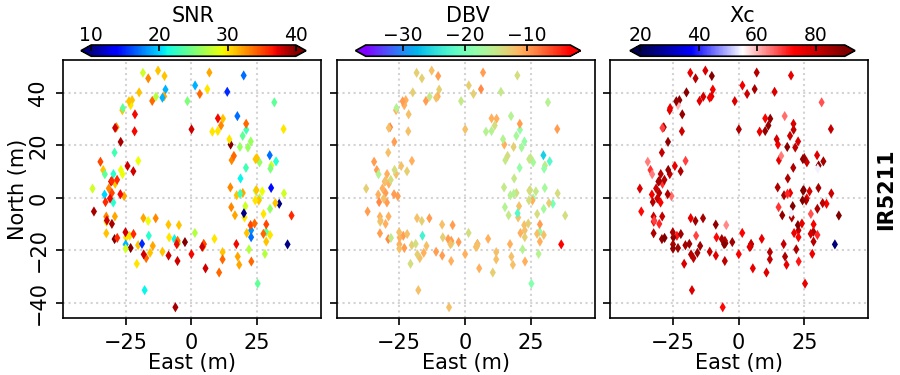 SNR DBV Xc
10 20 30 40 −30 −20 −10 20 40 60 80
40
20
0
−20
−40
North (m)
IR5211
−25 0 25 −25 0 25 −25 0 25
East (m) East (m) East (m)